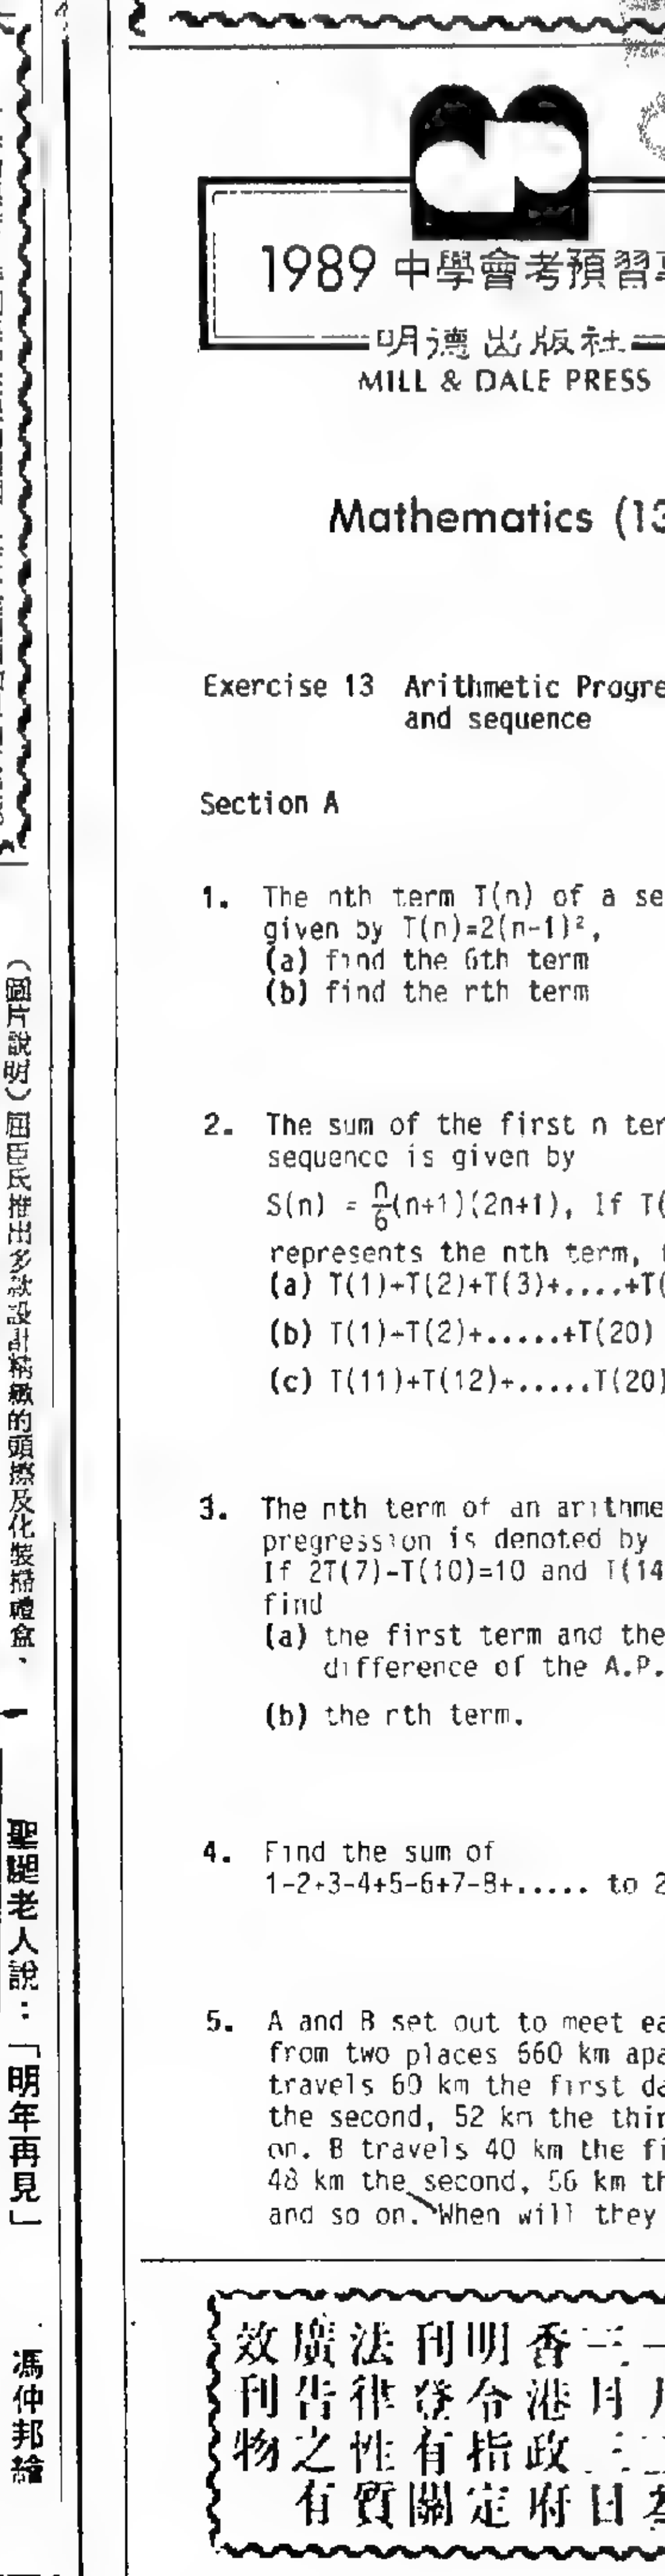 1989 中學會考預習
明德出版社
MILL & DALE PRESS
Mathematics (13
Exercise 13 Arithmetic Progre
and sequence
Section A
1. The nth term T(n) of a se
given by T(n)=2(n-1)²,
(a) find the 6th term
(b) find the rth term
2. The sum of the first n ter
sequence is given by
S(n) = n/6(n+1)(2n+1), If T(
represents the nth term,
(a) T(1)+T(2)+T(3)+....+T(
(b) T(1)+T(2)+.....+T(20)
(c) T(11)+T(12)+.....T(20)
3. The nth term of an arithme
pregression is denoted by
If 2T(7)-T(10)=10 and T(14
find
(a) the first term and the
difference of the A.P.
(b) the rth term.
4. Find the sum of
1-2+3-4+5-6+7-8+..... to 2
5. A and B set out to meet ea
from two places 660 km apa
travels 60 km the first da
the second, 52 km the thir
on. B travels 40 km the fi
48 km the second, 56 km th
and so on. When will they
三月三日
香港政府
明令指定
刊登有關
法律性質
廣告之有
效刊物
(圖片說明)屈臣氏推出多款設計精緻的頭擦及化裝掃禮盒、
聖誕老人說：「明年再見」
馮仲邦繪